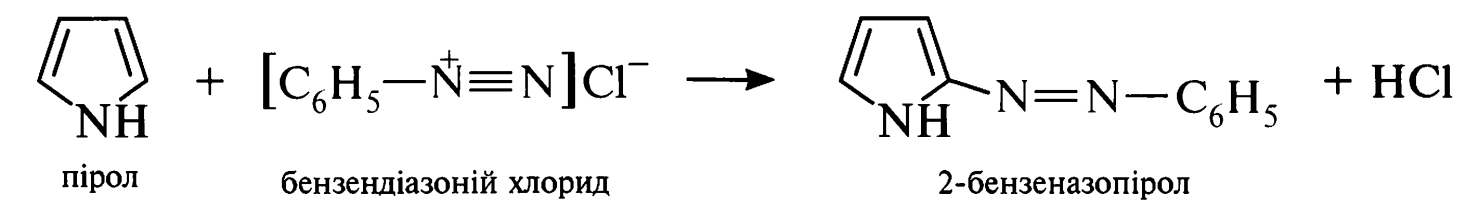 NH + [C₆H₅—N⁺≡N]Cl⁻ → NH N=N—C₆H₅ + HCl
пірол бензендіазоній хлорид 2-бензеназопірол